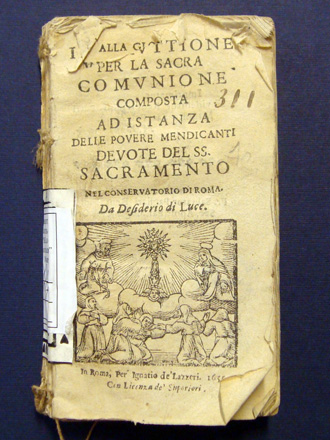 ALLA
PER LA SACRA
COMVNIONE
COMPOSTA
311
AD ISTANZA
DELLE POVERE MENDICANTI
DEVOTE DEL SS.
SACRAMENTO
NEL CONSERVATORIO DI ROMA.
Da Desiderio di Luce.
In Roma, Per Ignatio de' Lazzeri.
Con Licenza de' Superiori.